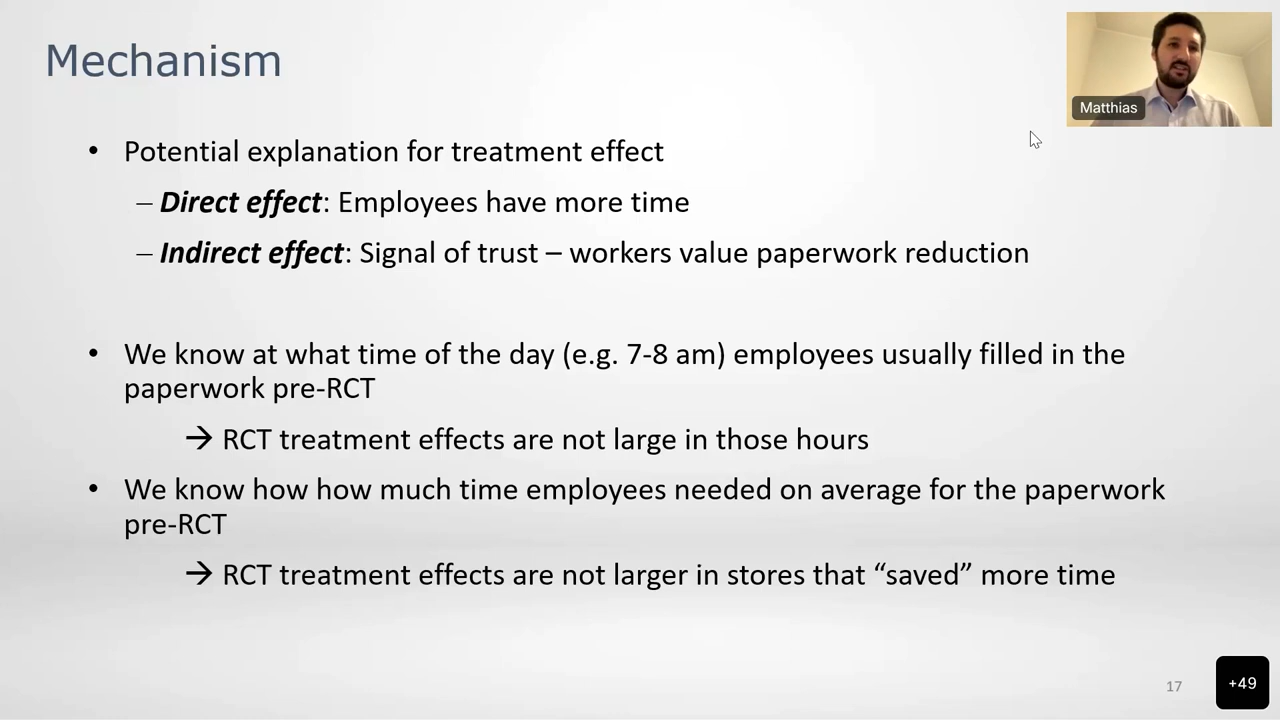 Mechanism
Matthias
• Potential explanation for treatment effect
– Direct effect: Employees have more time
– Indirect effect: Signal of trust – workers value paperwork reduction
• We know at what time of the day (e.g. 7-8 am) employees usually filled in the
paperwork pre-RCT
→ RCT treatment effects are not large in those hours
• We know how how much time employees needed on average for the paperwork
pre-RCT
→ RCT treatment effects are not larger in stores that “saved” more time
17
+49